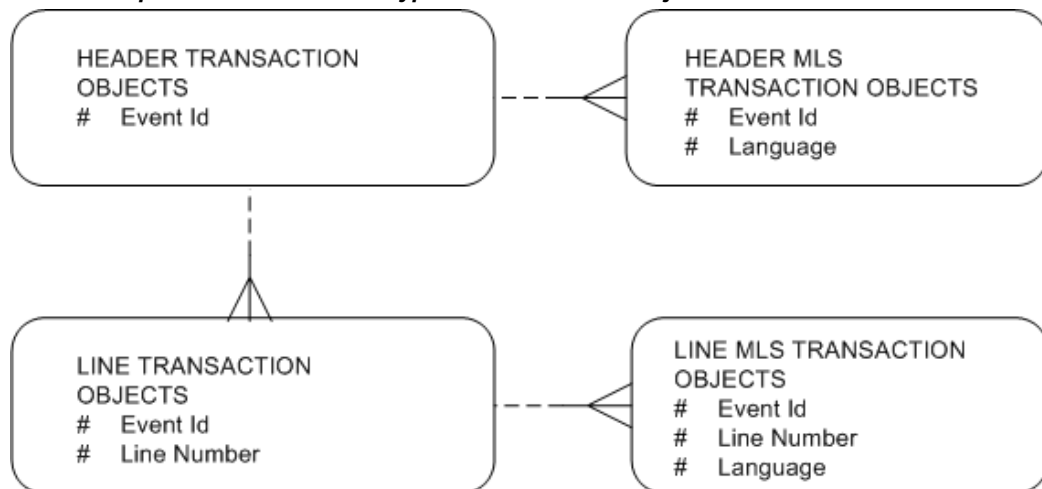 HEADER TRANSACTION
OBJECTS
# Event Id
HEADER MLS
TRANSACTION OBJECTS
# Event Id
# Language
LINE TRANSACTION
OBJECTS
# Event Id
# Line Number
LINE MLS TRANSACTION
OBJECTS
# Event Id
# Line Number
# Language